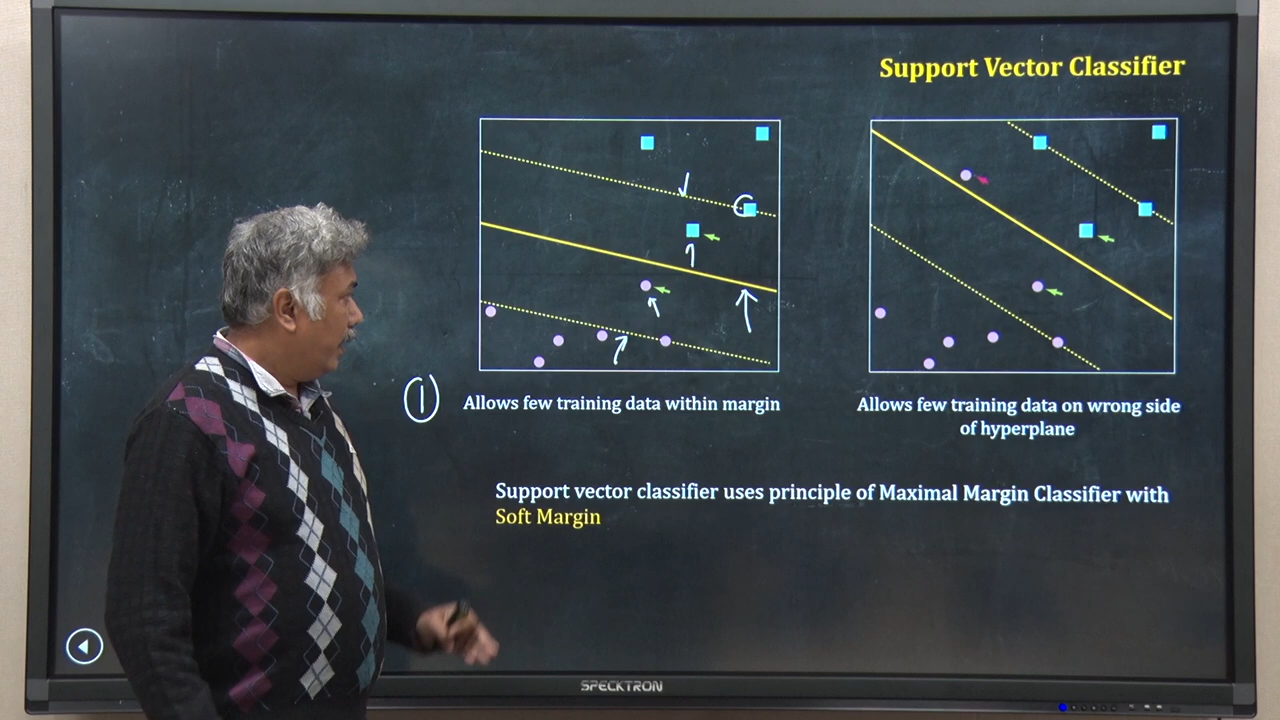 Support Vector Classifier
1
Allows few training data within margin
Allows few training data on wrong side
of hyperplane
Support vector classifier uses principle of Maximal Margin Classifier with
Soft Margin
SPECKTRON